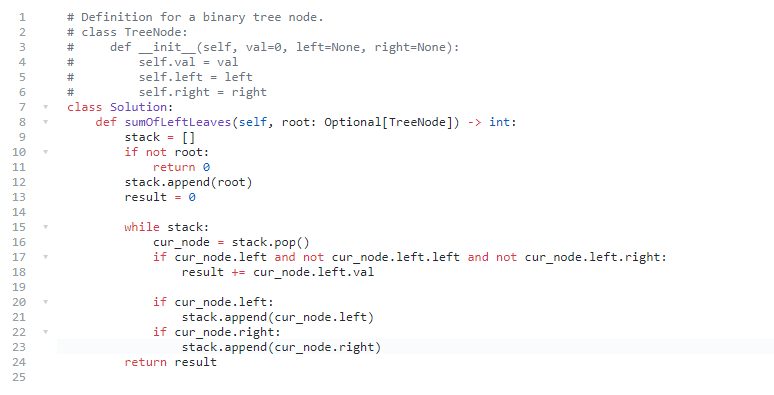 1 # Definition for a binary tree node.
2 # class TreeNode:
3 #     def __init__(self, val=0, left=None, right=None):
4 #         self.val = val
5 #         self.left = left
6 #         self.right = right
7 class Solution:
8     def sumOfLeftLeaves(self, root: Optional[TreeNode]) -> int:
9         stack = []
10         if not root:
11             return 0
12         stack.append(root)
13         result = 0
14
15         while stack:
16             cur_node = stack.pop()
17             if cur_node.left and not cur_node.left.left and not cur_node.left.right:
18                 result += cur_node.left.val
19
20             if cur_node.left:
21                 stack.append(cur_node.left)
22             if cur_node.right:
23                 stack.append(cur_node.right)
24         return result
25